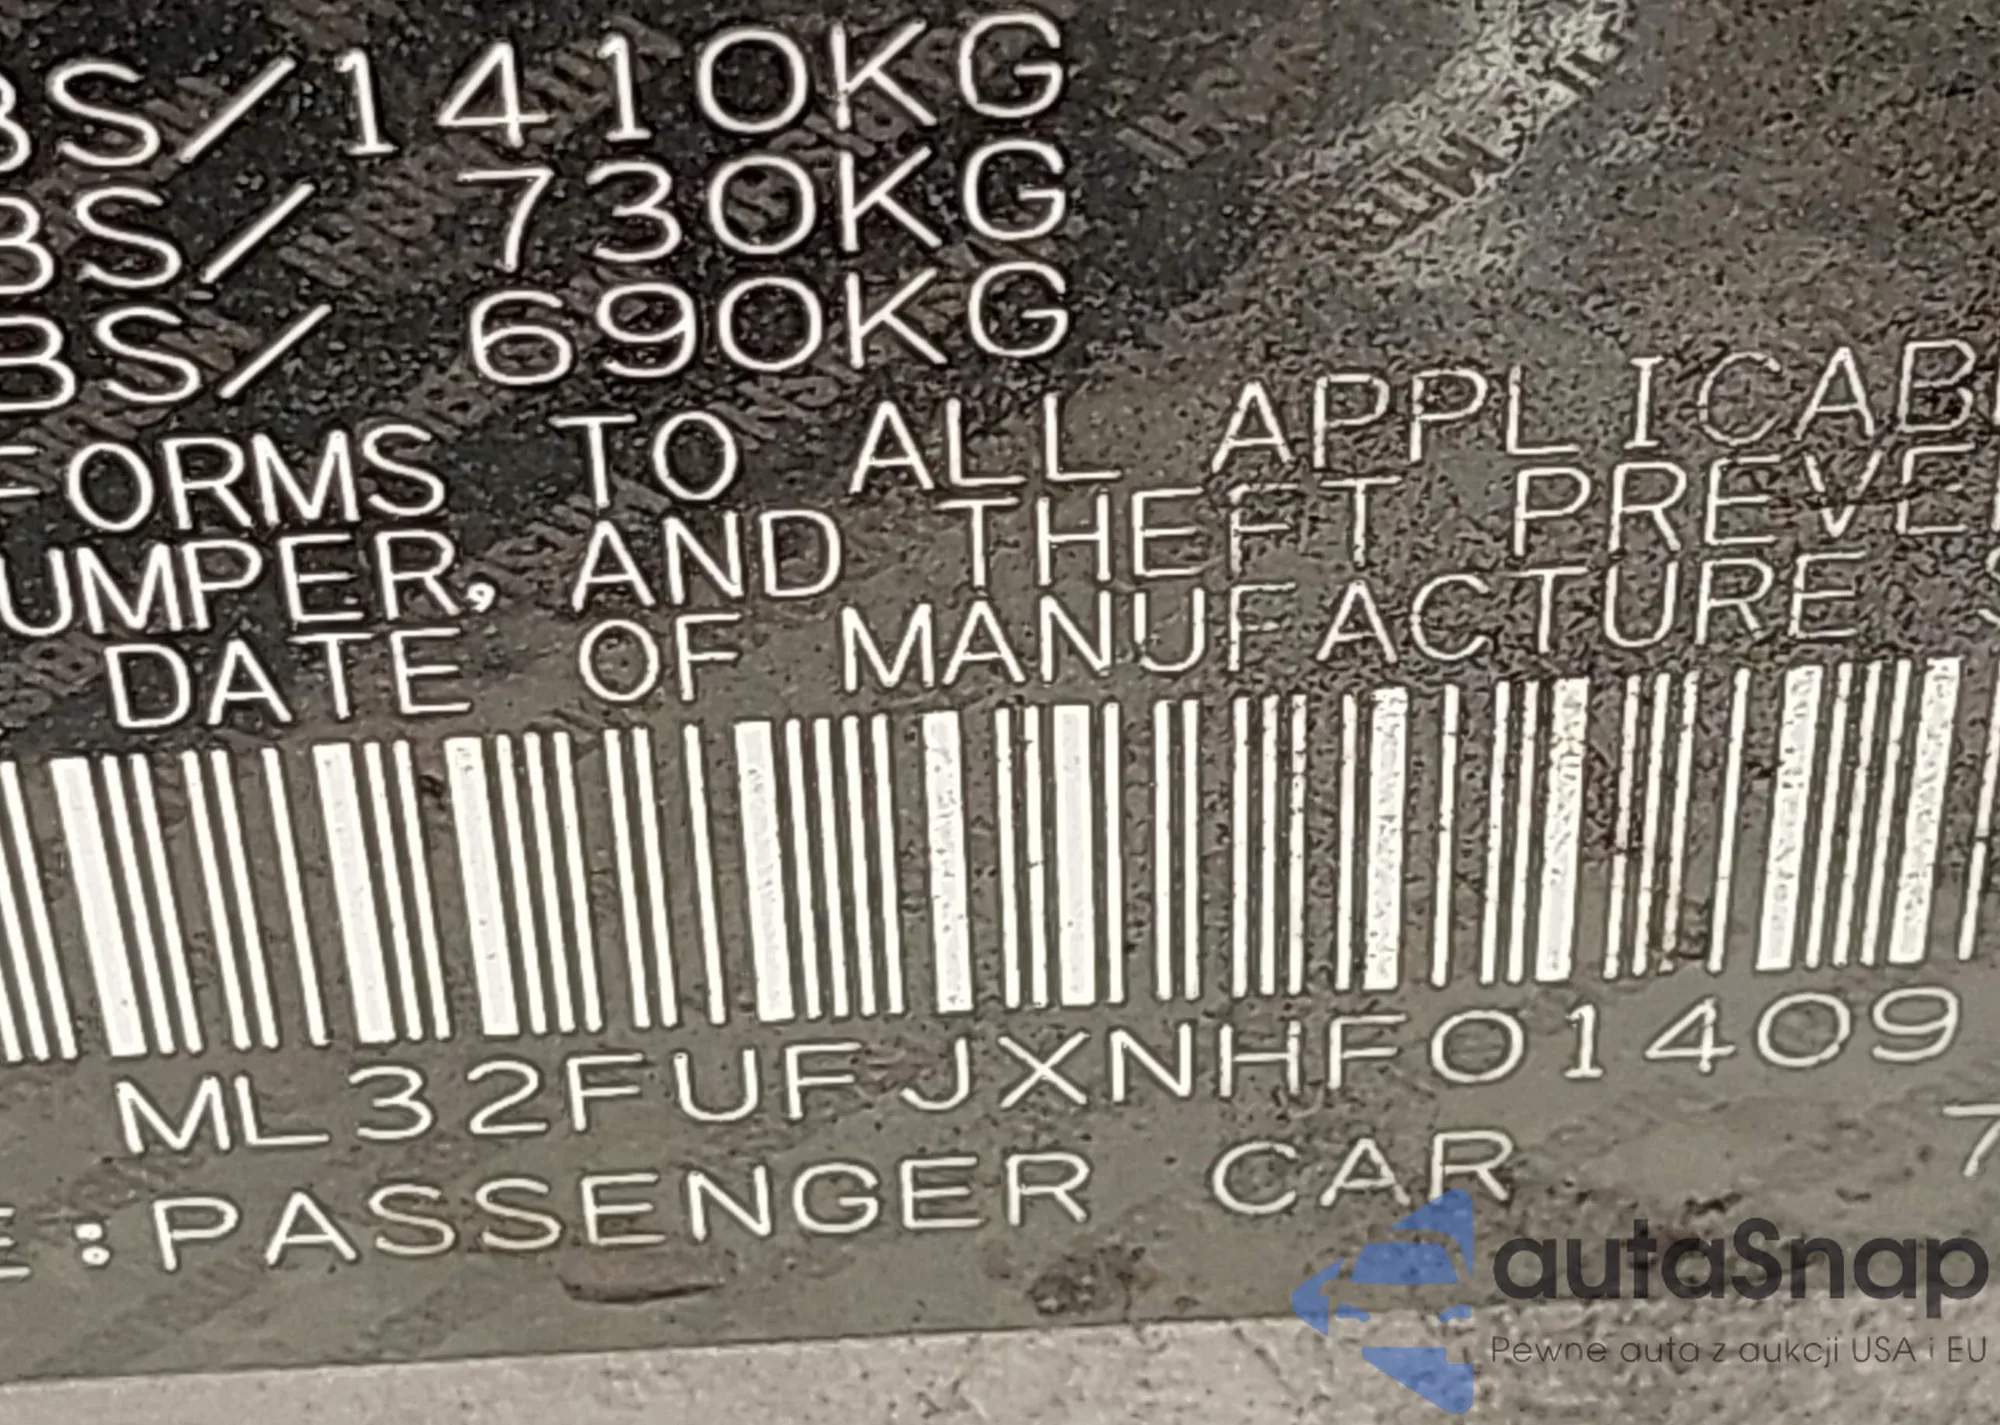 BS/1410KG
BS/ 730KG
BS/ 690KG
FORMS TO ALL APPLICAB
UMPER, AND THEFT PREVE
DATE OF MANUFACTURE S
ML32FUFJXNHF01409
E:PASSENGER CAR 7
autaSnap
Pewne auta z aukcji USA i EU